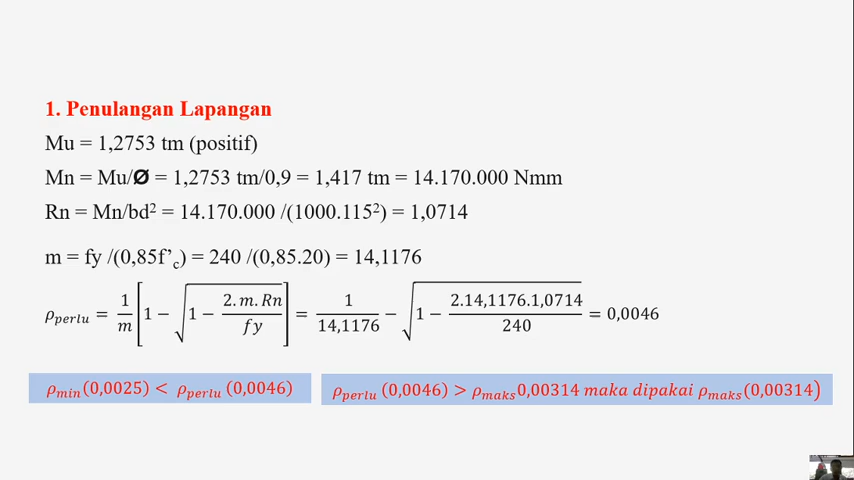 1. Penulangan Lapangan
Mu = 1,2753 tm (positif)
Mn = Mu/Ø = 1,2753 tm/0,9 = 1,417 tm = 14.170.000 Nmm
Rn = Mn/bd² = 14.170.000 /(1000.115²) = 1,0714
m = fy /(0,85f’c) = 240 /(0,85.20) = 14,1176
ρperlu = 1/m [1 − √(1 − 2.m.Rn/fy)] = 1/14,1176 − √(1 − 2.14,1176.1,0714/240) = 0,0046
ρmin(0,0025) < ρperlu (0,0046)
ρperlu (0,0046) > ρmaks0,00314 maka dipakai ρmaks(0,00314)